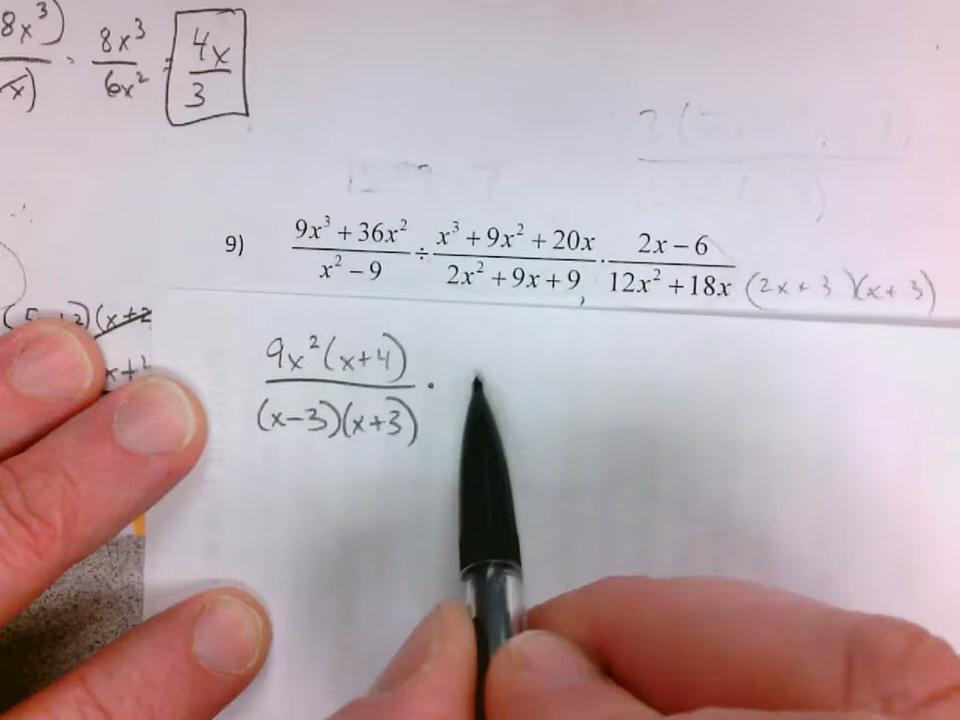 8x³) / x) · 8x³ / 6x² = 4x / 3
9) (9x³ + 36x²) / (x² − 9) ÷ (x³ + 9x² + 20x) / (2x² + 9x + 9) · (2x − 6) / (12x² + 18x) (2x + 3)(x + 3)
9x²(x+4) / (x−3)(x+3) ·